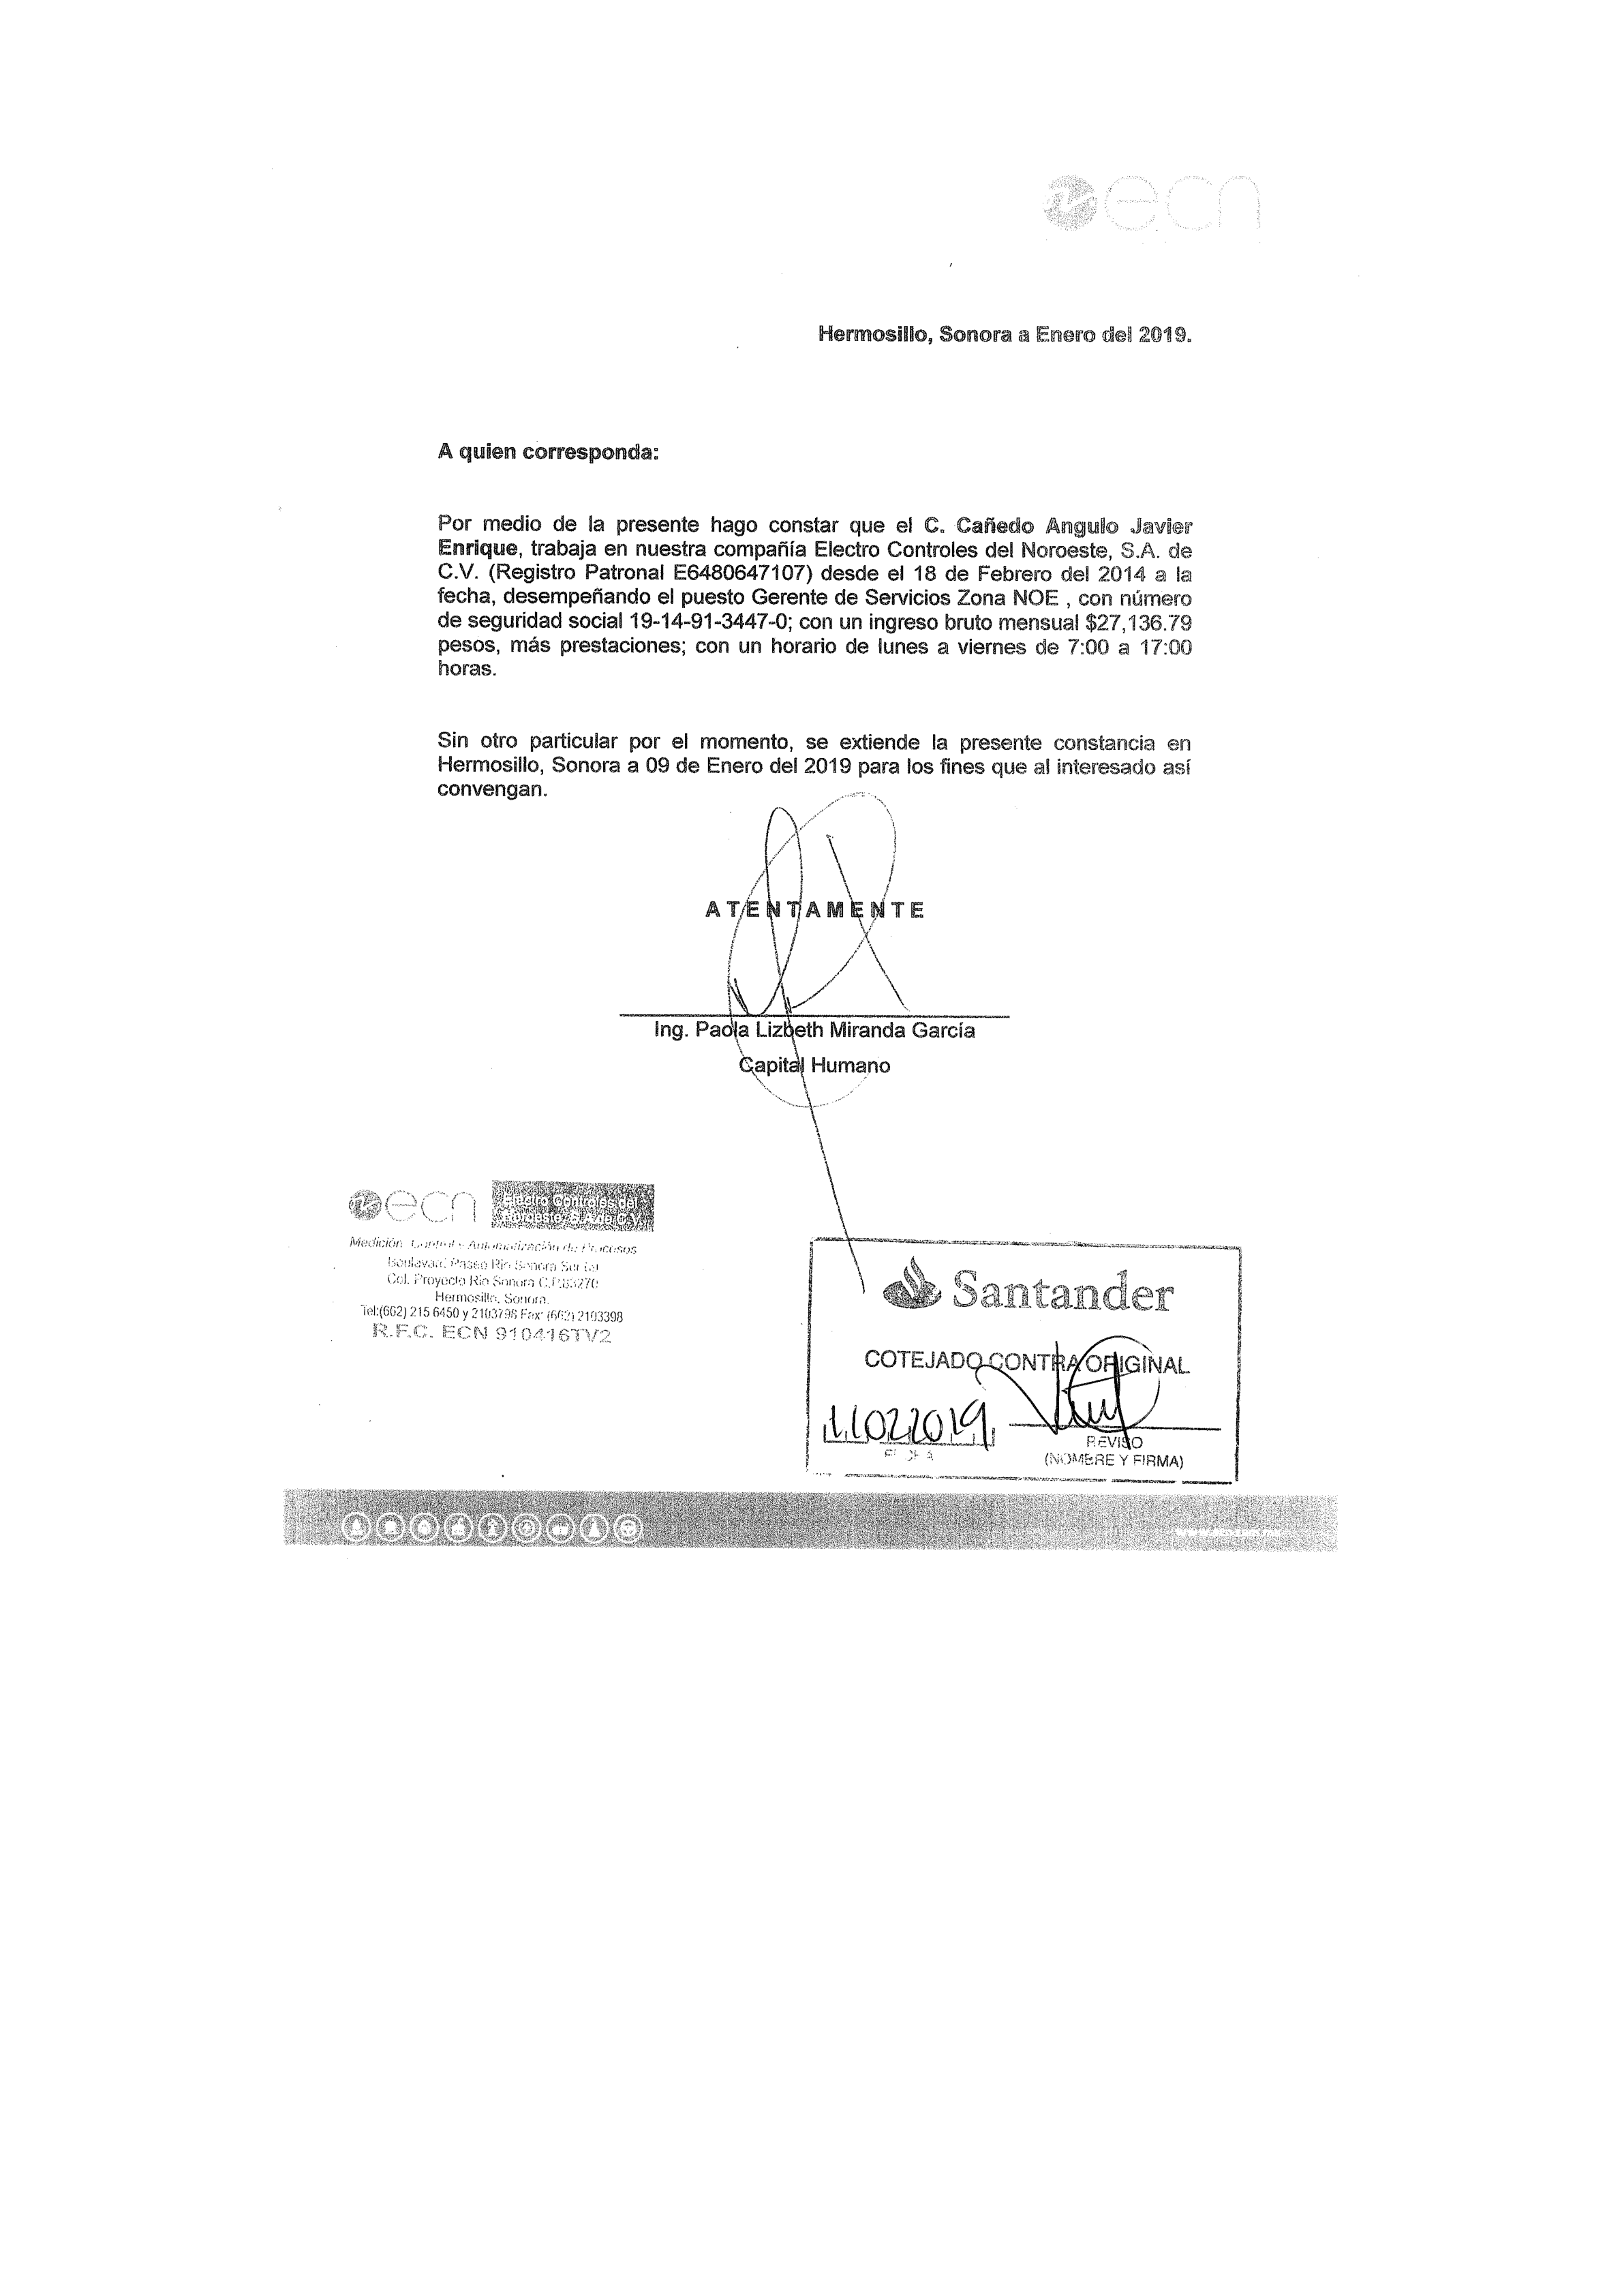 ecn
Hermosillo, Sonora a Enero del 2019.
A quien corresponda:
Por medio de la presente hago constar que el C. Cañedo Angulo Javier
Enrique, trabaja en nuestra compañía Electro Controles del Noroeste, S.A. de
C.V. (Registro Patronal E6480647107) desde el 18 de Febrero del 2014 a la
fecha, desempeñando el puesto Gerente de Servicios Zona NOE , con número
de seguridad social 19-14-91-3447-0; con un ingreso bruto mensual $27,136.79
pesos, más prestaciones; con un horario de lunes a viernes de 7:00 a 17:00
horas.
Sin otro particular por el momento, se extiende la presente constancia en
Hermosillo, Sonora a 09 de Enero del 2019 para los fines que al interesado así
convengan.
ATENTAMENTE
Ing. Paola Lizbeth Miranda García
Capital Humano
ecn
Electro Controles del
Noroeste, S.A de C.V.
Medición, Control y Automatización de Procesos
Boulevard Paseo Rio Sonora Sur
Col. Proyecto Rio Sonora C.P.83270
Hermosillo, Sonora.
Tel:(662) 215 6450 y 2103798 Fax: (662) 2103398
R.F.C. ECN 910416TV2
Santander
COTEJADO CONTRA ORIGINAL
11022019
FECHA
REVISO
(NOMBRE Y FIRMA)